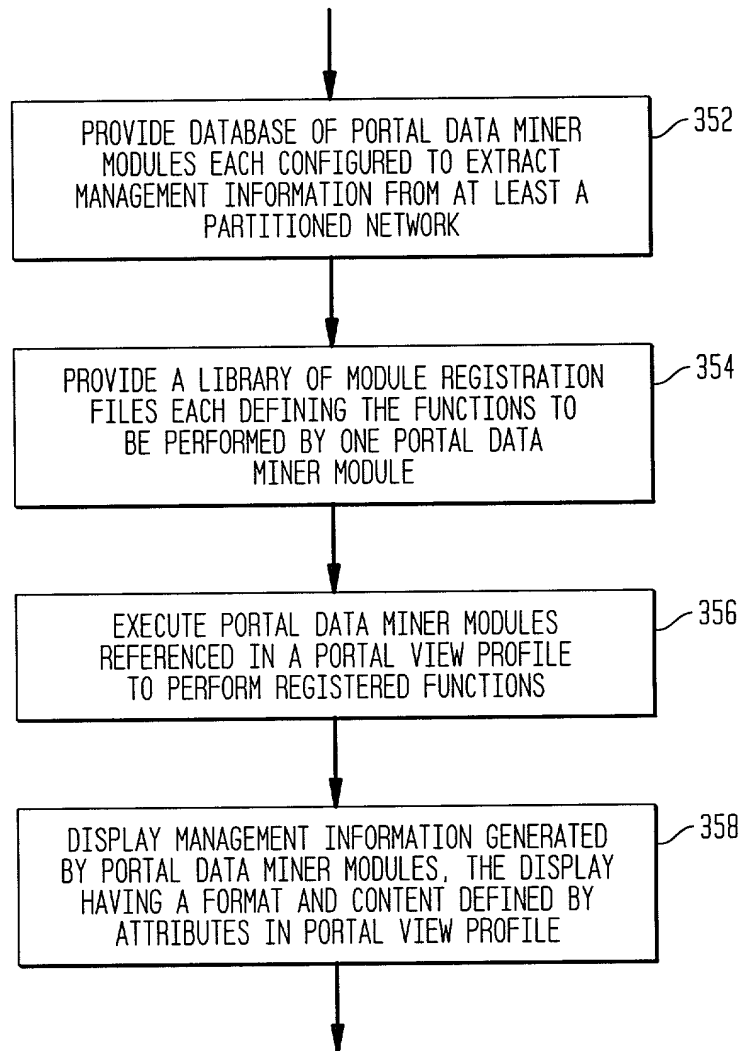 PROVIDE DATABASE OF PORTAL DATA MINER
MODULES EACH CONFIGURED TO EXTRACT
MANAGEMENT INFORMATION FROM AT LEAST A
PARTITIONED NETWORK
352
PROVIDE A LIBRARY OF MODULE REGISTRATION
FILES EACH DEFINING THE FUNCTIONS TO
BE PERFORMED BY ONE PORTAL DATA
MINER MODULE
354
EXECUTE PORTAL DATA MINER MODULES
REFERENCED IN A PORTAL VIEW PROFILE
TO PERFORM REGISTERED FUNCTIONS
356
DISPLAY MANAGEMENT INFORMATION GENERATED
BY PORTAL DATA MINER MODULES, THE DISPLAY
HAVING A FORMAT AND CONTENT DEFINED BY
ATTRIBUTES IN PORTAL VIEW PROFILE
358